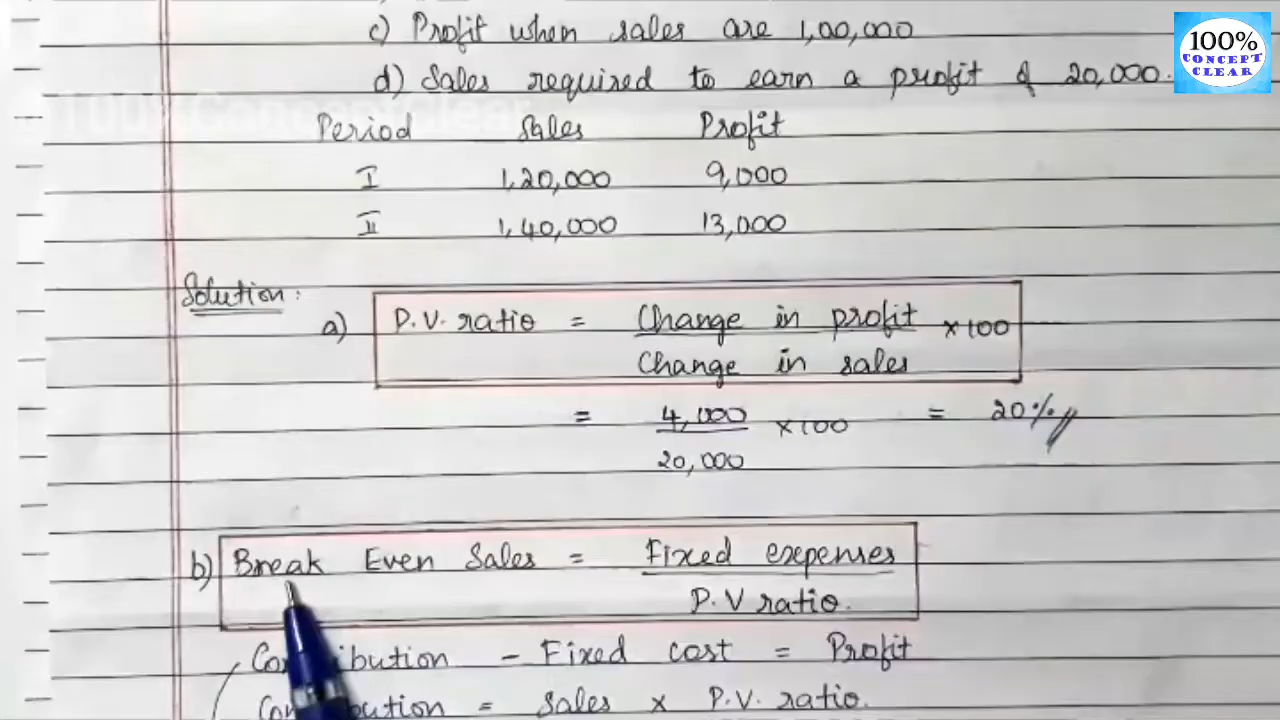 c) Profit when sales are 1,00,000
d) Sales required to earn a profit of 20,000.
100%
CONCEPT
CLEAR
100% Concept Clear
Period Sales Profit
I 1,20,000 9,000
II 1,40,000 13,000
Solution:
a) P.V. ratio = Change in profit × 100
Change in sales
= 4,000 × 100 = 20%
20,000
b) Break Even Sales = Fixed expenses
P.V ratio.
Contribution - Fixed cost = Profit
= Sales × P.V. ratio.